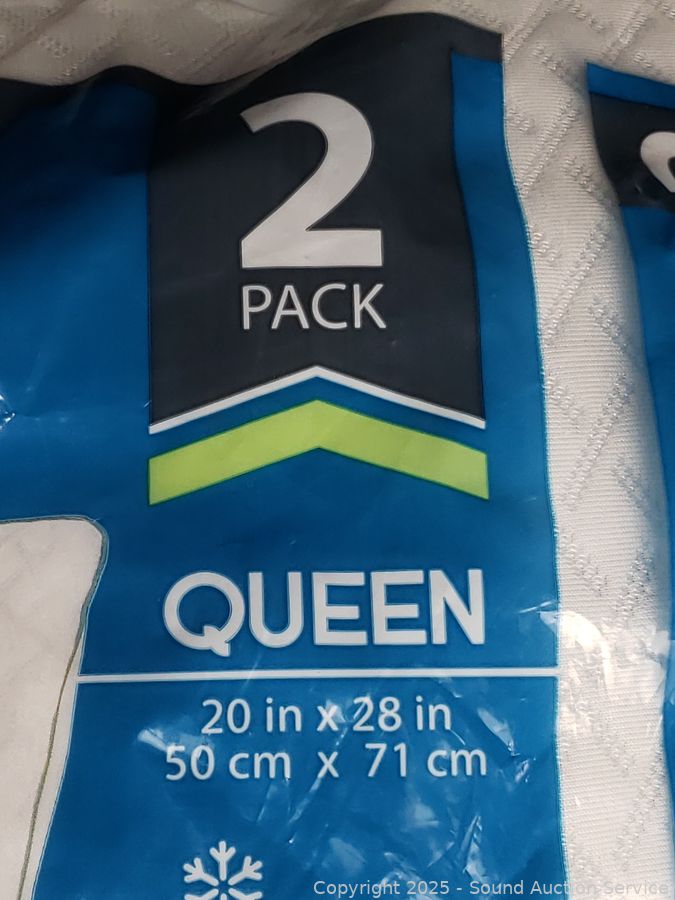 2
PACK
QUEEN
20 in x 28 in
50 cm x 71 cm
Copyright 2025 - Sound Auction Service